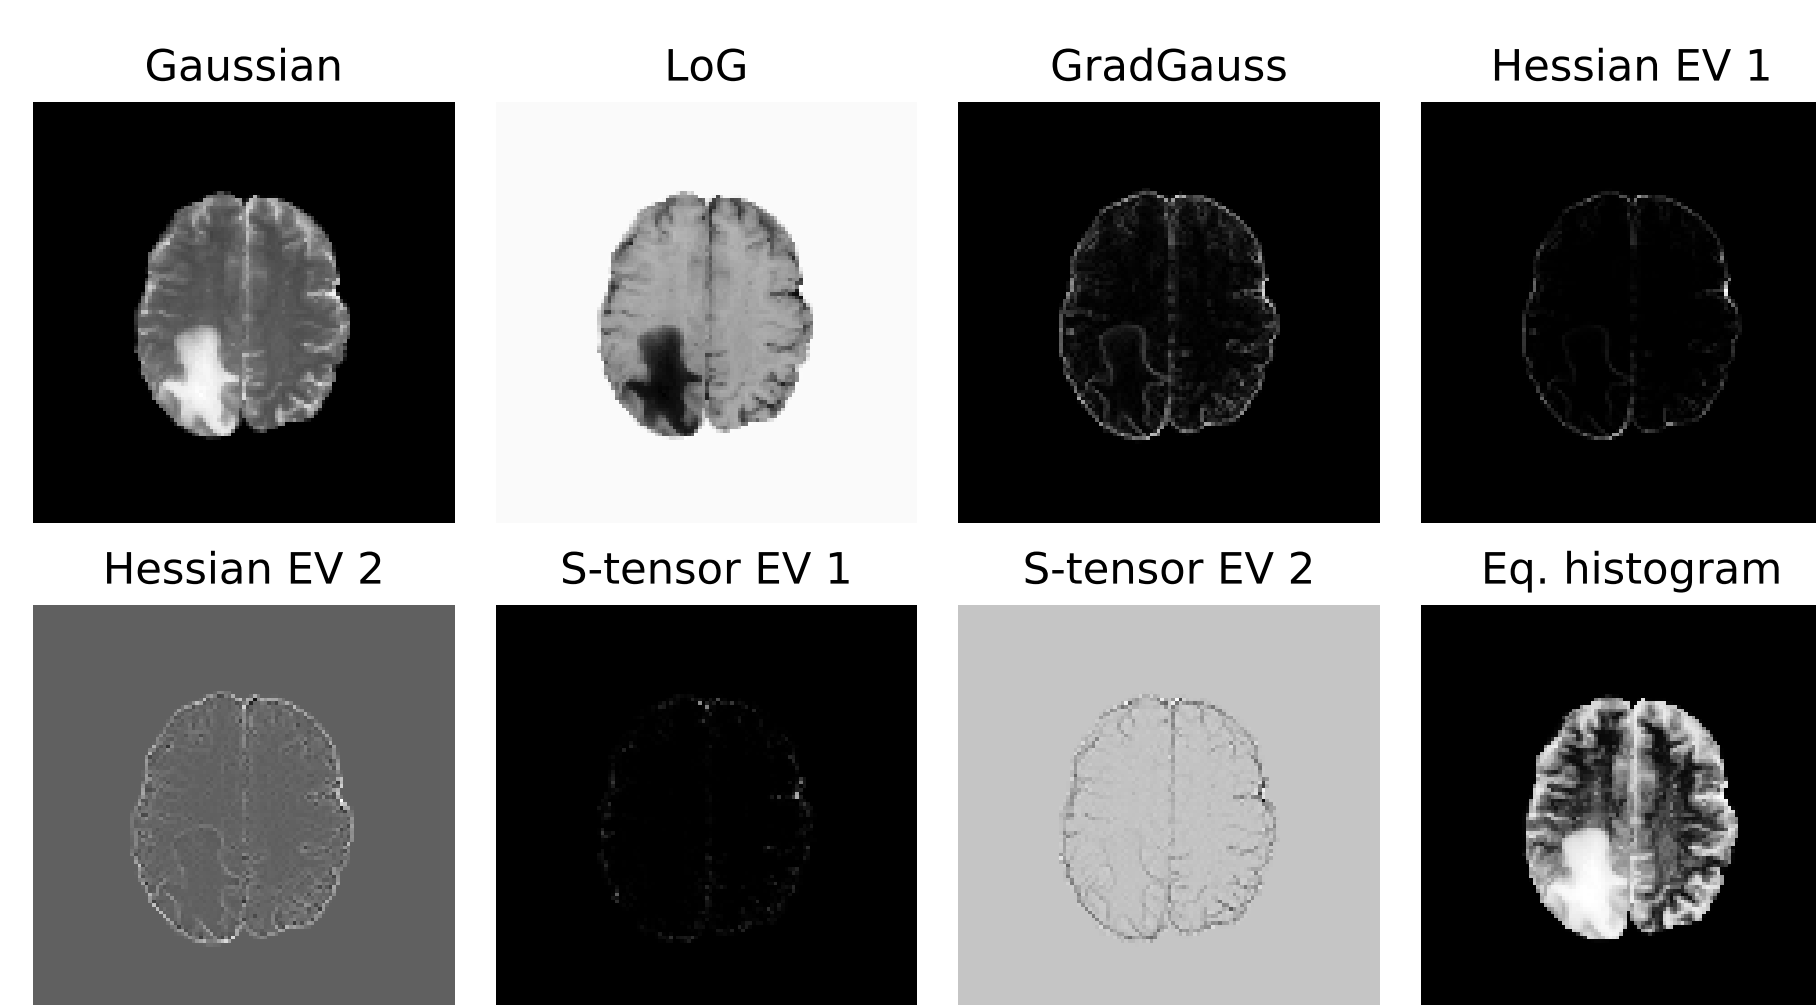 Gaussian
LoG
GradGauss
Hessian EV 1
Hessian EV 2
S-tensor EV 1
S-tensor EV 2
Eq. histogram